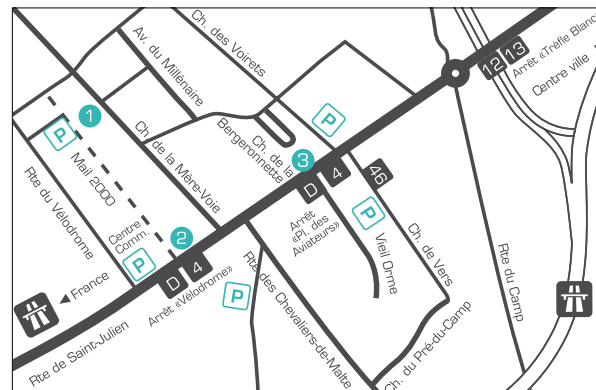 Ch. des Voirets
Av. du Millénaire
12
13
Arrêt «Trèfle Blanc»
Centre ville
1
P
Mail 2000
Ch. de la Mère-Voie
Ch. de la
Bergeronnette
P
3
D
4
46
Rte du Vélodrome
Centre
Comm.
P
2
D
4
Arrêt «Vélodrome»
Arrêt
«Pl. des
Aviateurs»
P
Vieil Orme
Ch. de Vers
Rte du Camp
France
P
Rte des Chevaliers-de-Malte
Ch. du Pré-du-Camp
Rte de Saint-Julien